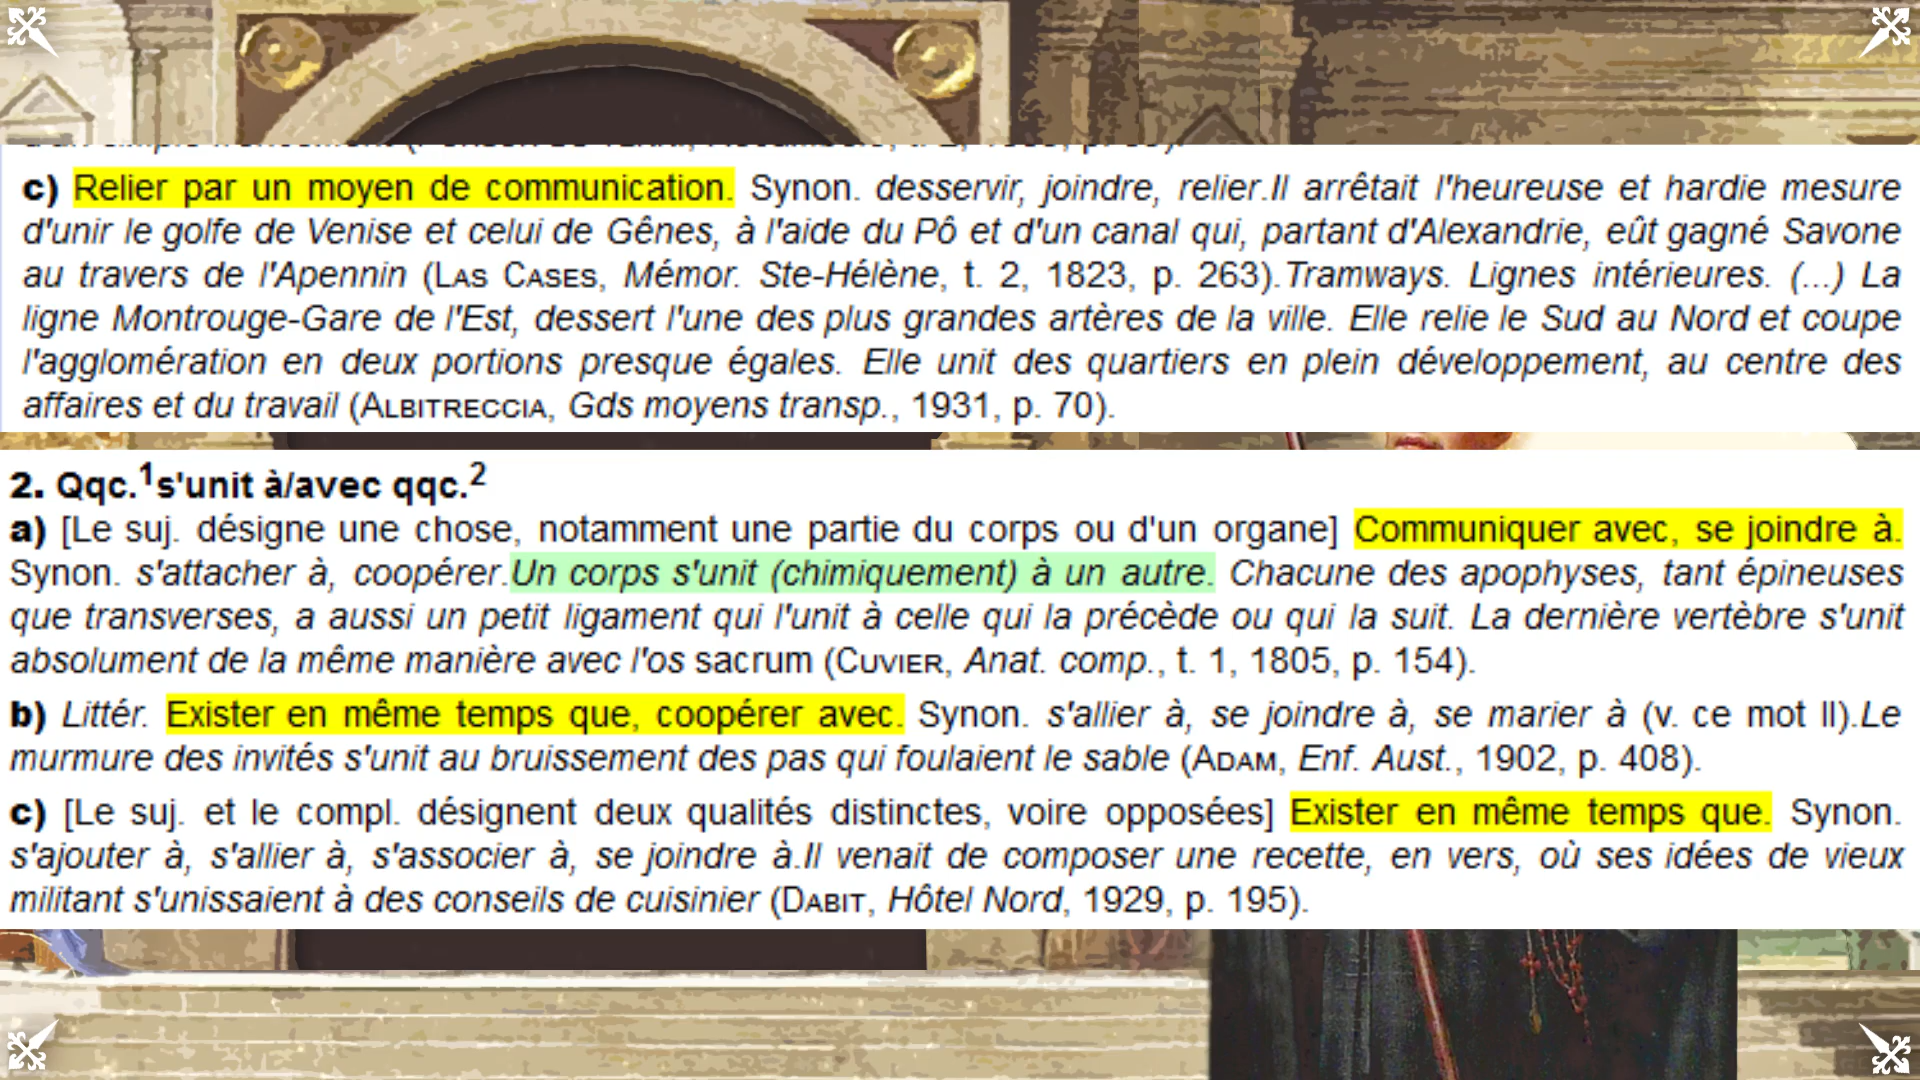 c) Relier par un moyen de communication. Synon. desservir, joindre, relier.Il arrêtait l'heureuse et hardie mesure
d'unir le golfe de Venise et celui de Gênes, à l'aide du Pô et d'un canal qui, partant d'Alexandrie, eût gagné Savone
au travers de l'Apennin (LAS CASES, Mémor. Ste-Hélène, t. 2, 1823, p. 263).Tramways. Lignes intérieures. (...) La
ligne Montrouge-Gare de l'Est, dessert l'une des plus grandes artères de la ville. Elle relie le Sud au Nord et coupe
l'agglomération en deux portions presque égales. Elle unit des quartiers en plein développement, au centre des
affaires et du travail (ALBITRECCIA, Gds moyens transp., 1931, p. 70).
2. Qqc.1s'unit à/avec qqc.2
a) [Le suj. désigne une chose, notamment une partie du corps ou d'un organe] Communiquer avec, se joindre à.
Synon. s'attacher à, coopérer.Un corps s'unit (chimiquement) à un autre. Chacune des apophyses, tant épineuses
que transverses, a aussi un petit ligament qui l'unit à celle qui la précède ou qui la suit. La dernière vertèbre s'unit
absolument de la même manière avec l'os sacrum (CUVIER, Anat. comp., t. 1, 1805, p. 154).
b) Littér. Exister en même temps que, coopérer avec. Synon. s'allier à, se joindre à, se marier à (v. ce mot II).Le
murmure des invités s'unit au bruissement des pas qui foulaient le sable (ADAM, Enf. Aust., 1902, p. 408).
c) [Le suj. et le compl. désignent deux qualités distinctes, voire opposées] Exister en même temps que. Synon.
s'ajouter à, s'allier à, s'associer à, se joindre à.Il venait de composer une recette, en vers, où ses idées de vieux
militant s'unissaient à des conseils de cuisinier (DABIT, Hôtel Nord, 1929, p. 195).